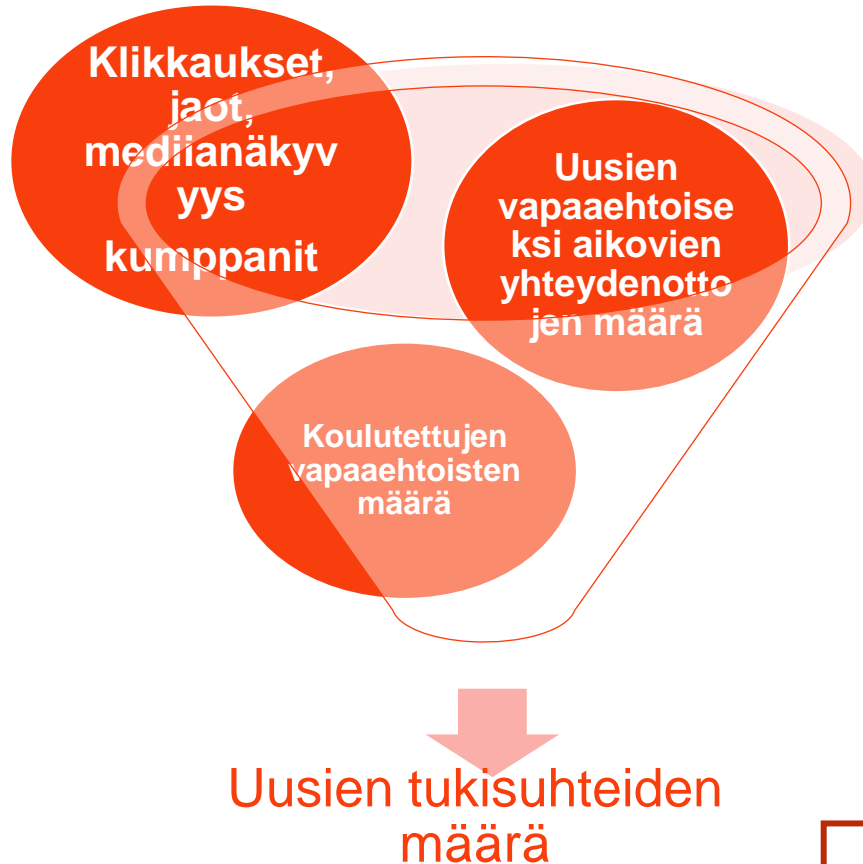 Klikkaukset,
jaot,
mediianäkyv
yys
kumppanit
Uusien
vapaaehtoise
ksi aikovien
yhteydenotto
jen määrä
Koulutettujen
vapaaehtoisten
määrä
Uusien tukisuhteiden
määrä